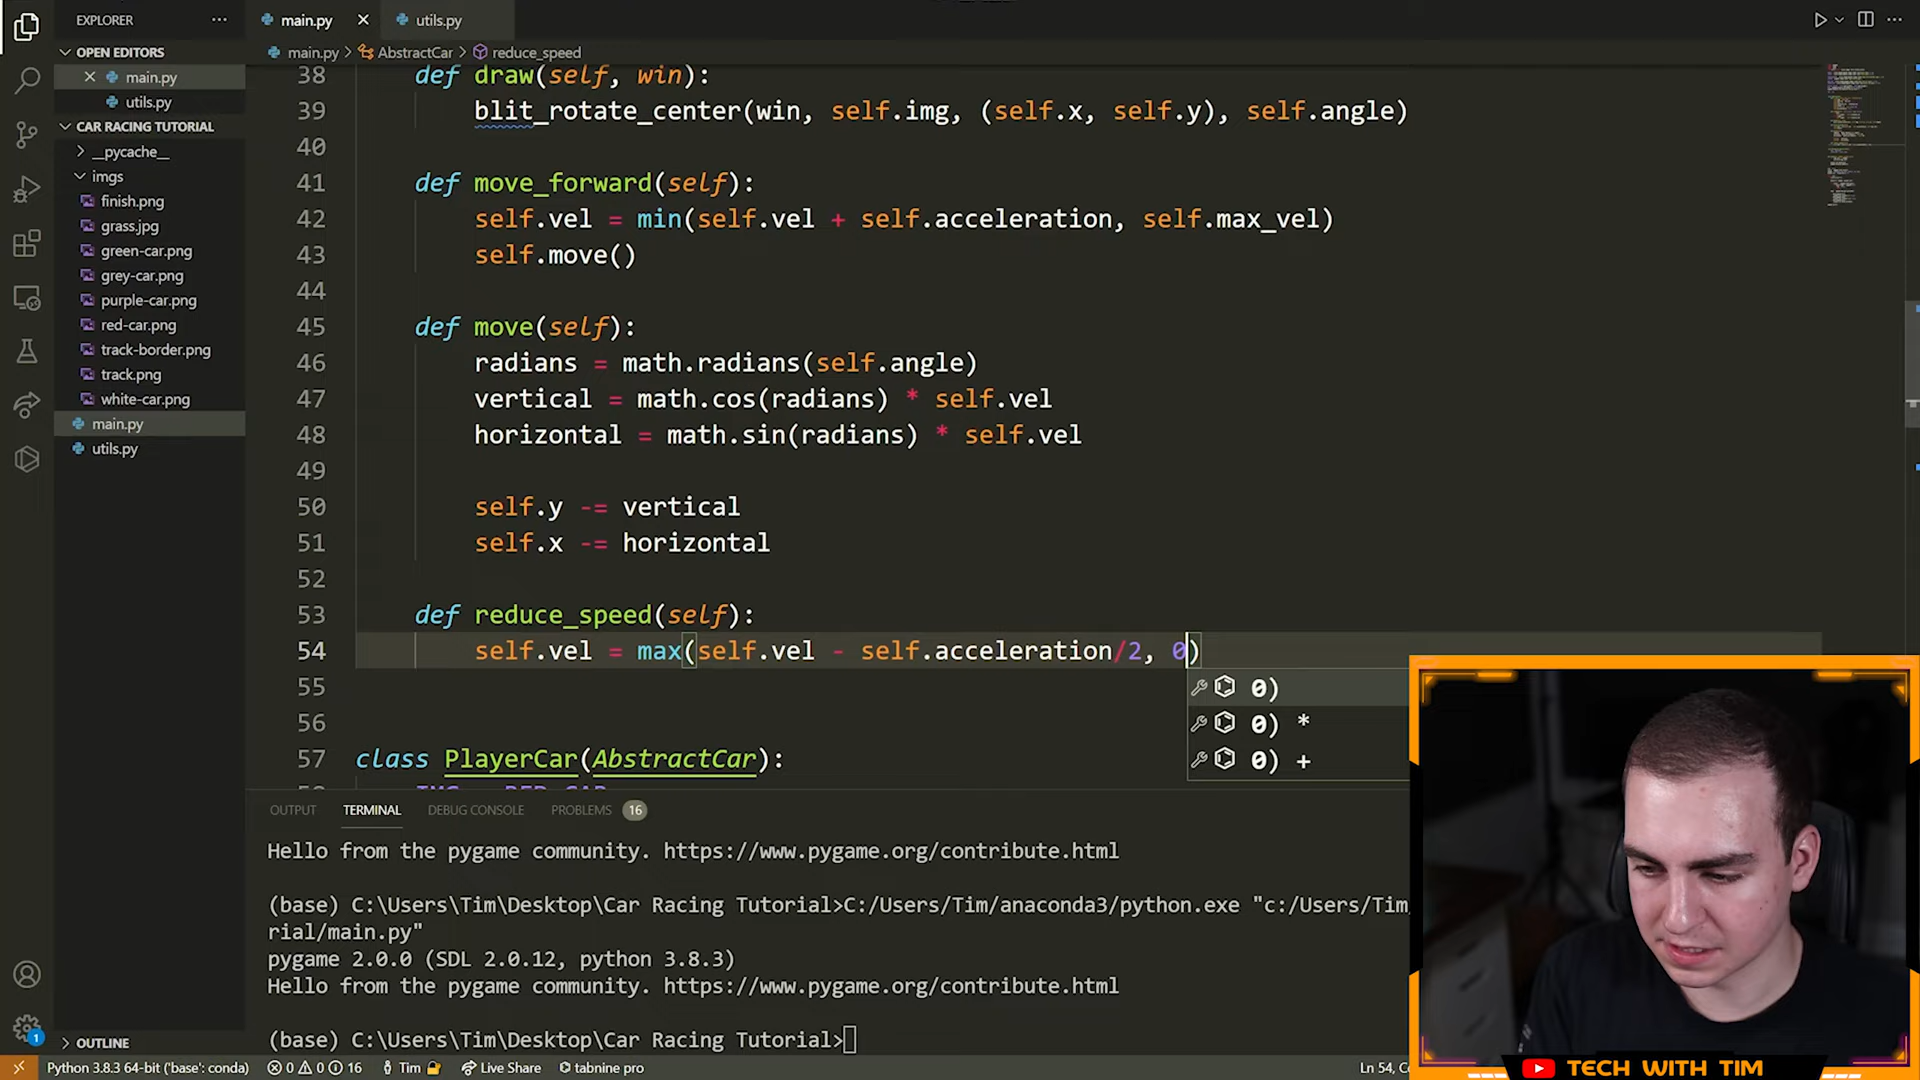 EXPLORER
···
main.py
utils.py
OPEN EDITORS
main.py > AbstractCar > reduce_speed
main.py
utils.py
CAR RACING TUTORIAL
__pycache__
imgs
finish.png
grass.jpg
green-car.png
grey-car.png
purple-car.png
red-car.png
track-border.png
track.png
white-car.png
main.py
utils.py
OUTLINE
38 def draw(self, win):
39 blit_rotate_center(win, self.img, (self.x, self.y), self.angle)
40
41 def move_forward(self):
42 self.vel = min(self.vel + self.acceleration, self.max_vel)
43 self.move()
44
45 def move(self):
46 radians = math.radians(self.angle)
47 vertical = math.cos(radians) * self.vel
48 horizontal = math.sin(radians) * self.vel
49
50 self.y -= vertical
51 self.x -= horizontal
52
53 def reduce_speed(self):
54 self.vel = max(self.vel - self.acceleration/2, 0)
0)
55
0) *
56
0) +
57 class PlayerCar(AbstractCar):
OUTPUT TERMINAL DEBUG CONSOLE PROBLEMS 16
Hello from the pygame community. https://www.pygame.org/contribute.html
(base) C:\Users\Tim\Desktop\Car Racing Tutorial>C:/Users/Tim/anaconda3/python.exe "c:/Users/Tim/
rial/main.py"
pygame 2.0.0 (SDL 2.0.12, python 3.8.3)
Hello from the pygame community. https://www.pygame.org/contribute.html
(base) C:\Users\Tim\Desktop\Car Racing Tutorial>
1
Python 3.8.3 64-bit ('base': conda) 0 0 16 Tim Live Share tabnine pro Ln 54,
TECH WITH TIM